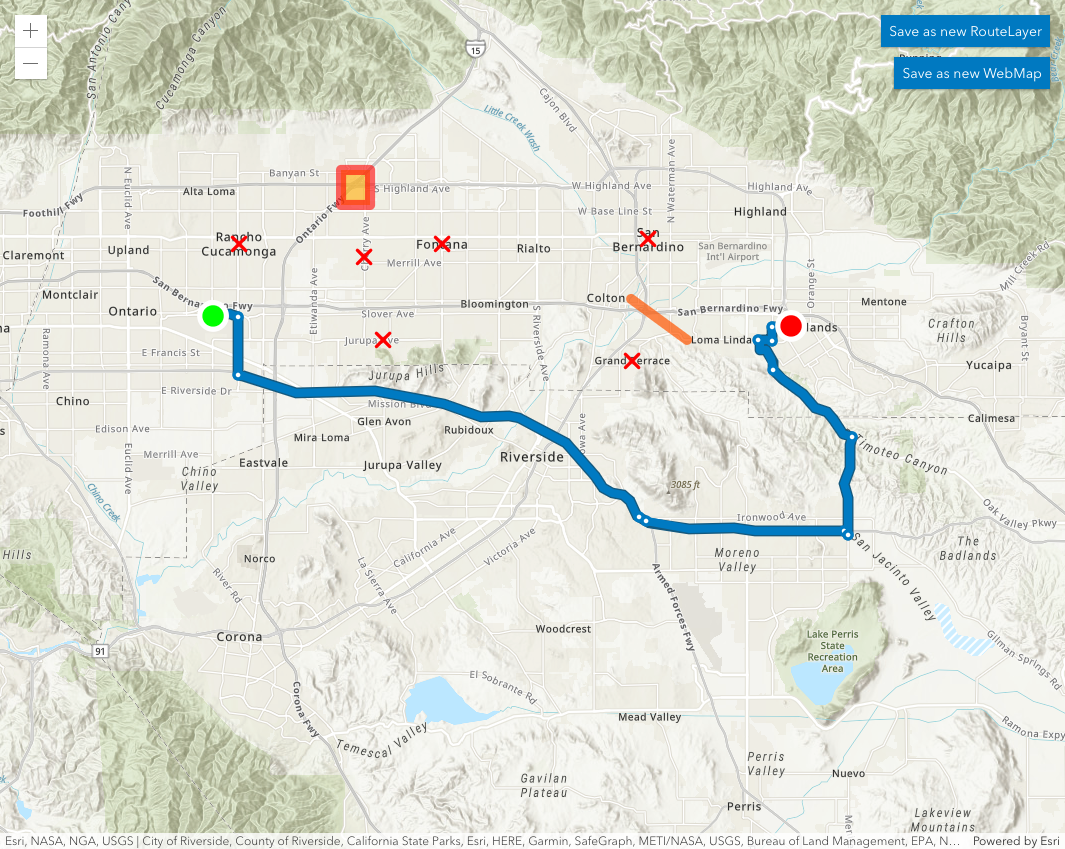 +
−
Save as new RouteLayer
Save as new WebMap
San Antonio Cany
Cucamonga Canyon
15
Cajon Blvd
Little Creek Wash
Banyan St
Alta Loma
S Highland Ave
W Highland Ave
Highland Ave
N Waterman Ave
N Euclid Ave
Foothill Fwy
Ontario Fwy
W Base Line St
Highland
Rancho
Cucamonga
Fontana
Rialto
San
Bernardino
San Bernardino
Int'l Airport
Claremont
Upland
Merrill Ave
Mill Creek Rd
Orange St
Montclair
San Bernardino Fwy
Etiwanda Ave
Bloomington
Colton
San Bernardino Fwy
Mentone
Ontario
Slover Ave
S Riverside Ave
na
Ramona Ave
E Francis St
Jurupa Ave
Grand Terrace
Loma Linda
lands
Crafton
Hills
Bryant St
Yucaipa
Jurupa Hills
Chino
E Riverside Dr
Mission Blvd
Glen Avon
Rubidoux
Calimesa
Edison Ave
Mira Loma
Euclid Ave
Merrill Ave
Eastvale
Jurupa Valley
Riverside
Timoteo Canyon
Chino
Valley
3085 ft
Chino Creek
Ironwood Ave
Oak Valley Pkwy
Hills
Norco
California Ave
Victoria Ave
Moreno
Valley
San Jacinto Valley
The
Badlands
River Rd
La Sierra Ave
Armed Forces Fwy
Corona
91
Woodcrest
Lake Perris
State
Recreation
Area
Gilman Springs Rd
Corona Fwy
El Sobrante Rd
Temescal Valley
Mead Valley
Ramona Expy
Perris
Valley
Nuevo
Gavilan
Plateau
Perris
Lakeview
Mountains
Esri, NASA, NGA, USGS | City of Riverside, County of Riverside, California State Parks, Esri, HERE, Garmin, SafeGraph, METI/NASA, USGS, Bureau of Land Management, EPA, N...
Powered by Esri